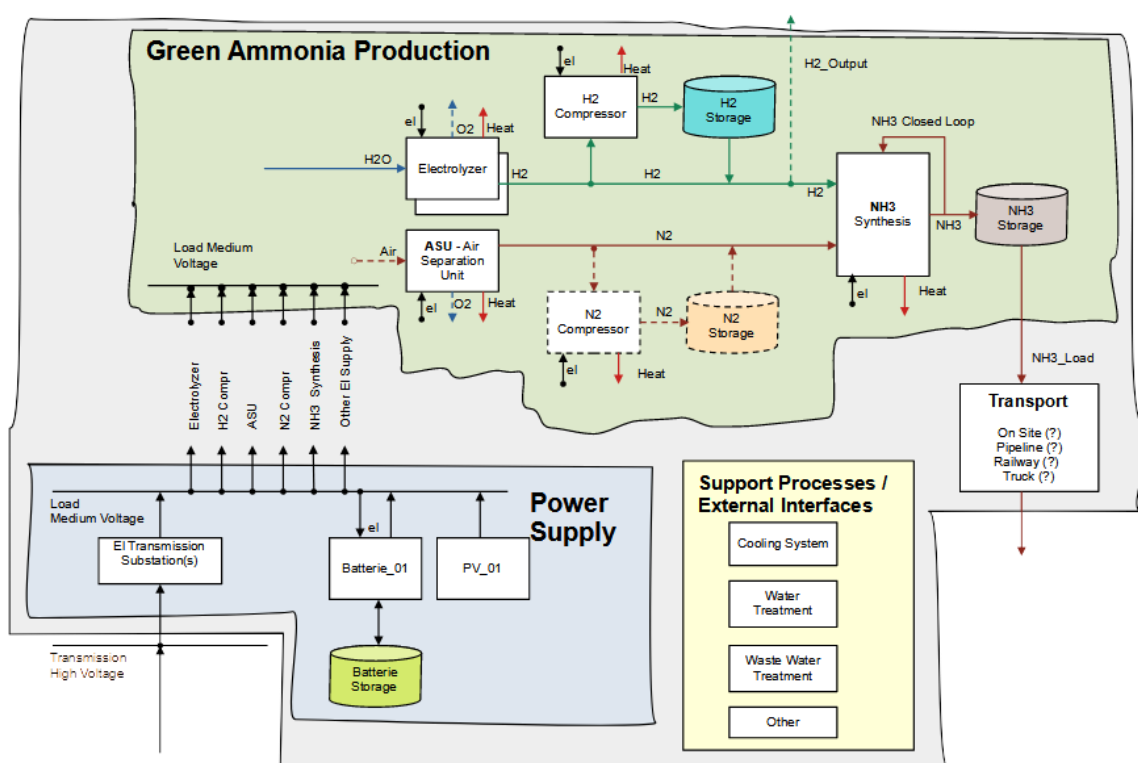 Green Ammonia Production
el
Heat
H2_Output
H2
Compressor
H2
H2
Storage
el
O2
Heat
NH3 Closed Loop
H2O
Electrolyzer
H2
H2
H2
NH3
Synthesis
NH3
Storage
NH3
Load Medium
Voltage
Air
ASU - Air
Separation
Unit
N2
el
O2
Heat
N2
Compressor
N2
N2
Storage
el
Heat
el
Heat
NH3_Load
Electrolyzer
H2 Compr
ASU
N2 Compr
NH3 Synthesis
Other El Supply
Transport
On Site (?)
Pipeline (?)
Railway (?)
Truck (?)
Load
Medium Voltage
Power
Supply
el
El Transmission
Substation(s)
Batterie_01
PV_01
Batterie
Storage
Transmission
High Voltage
Support Processes /
External Interfaces
Cooling System
Water
Treatment
Waste Water
Treatment
Other